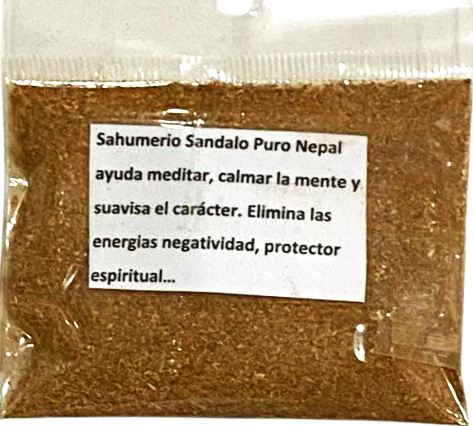 Sahumerio Sandalo Puro Nepal
ayuda meditar, calmar la mente y
suavisa el carácter. Elimina las
energias negatividad, protector
espiritual...